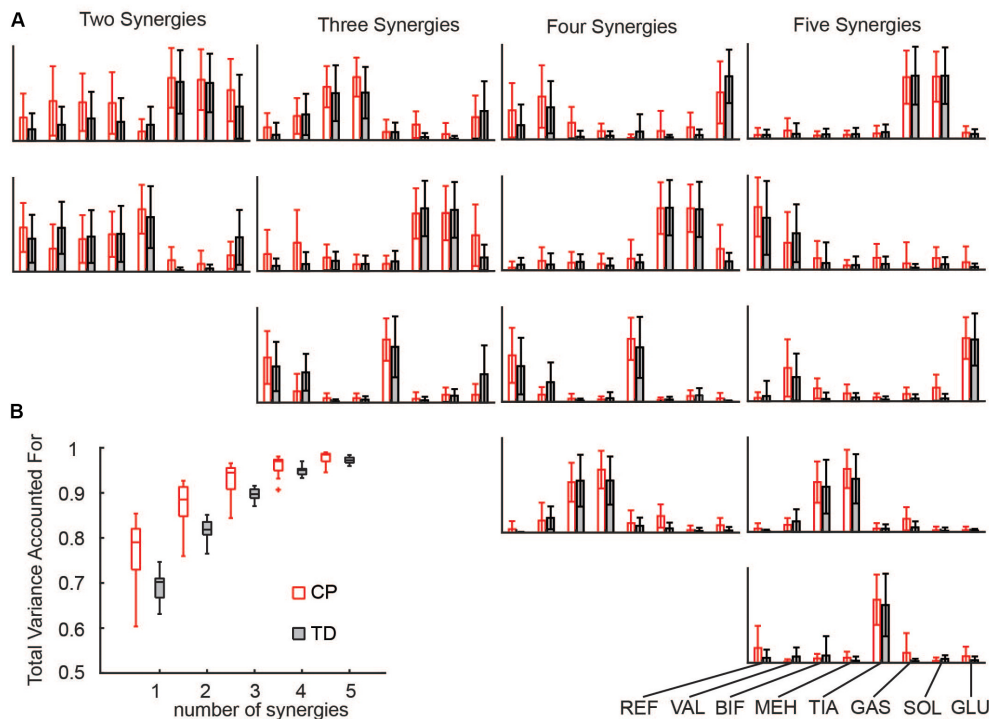 A
Two Synergies
Three Synergies
Four Synergies
Five Synergies
B
Total Variance Accounted For
1
0.9
0.8
0.7
0.6
0.5
CP
TD
1 2 3 4 5
number of synergies
REF VAL BIF MEH TIA GAS SOL GLU